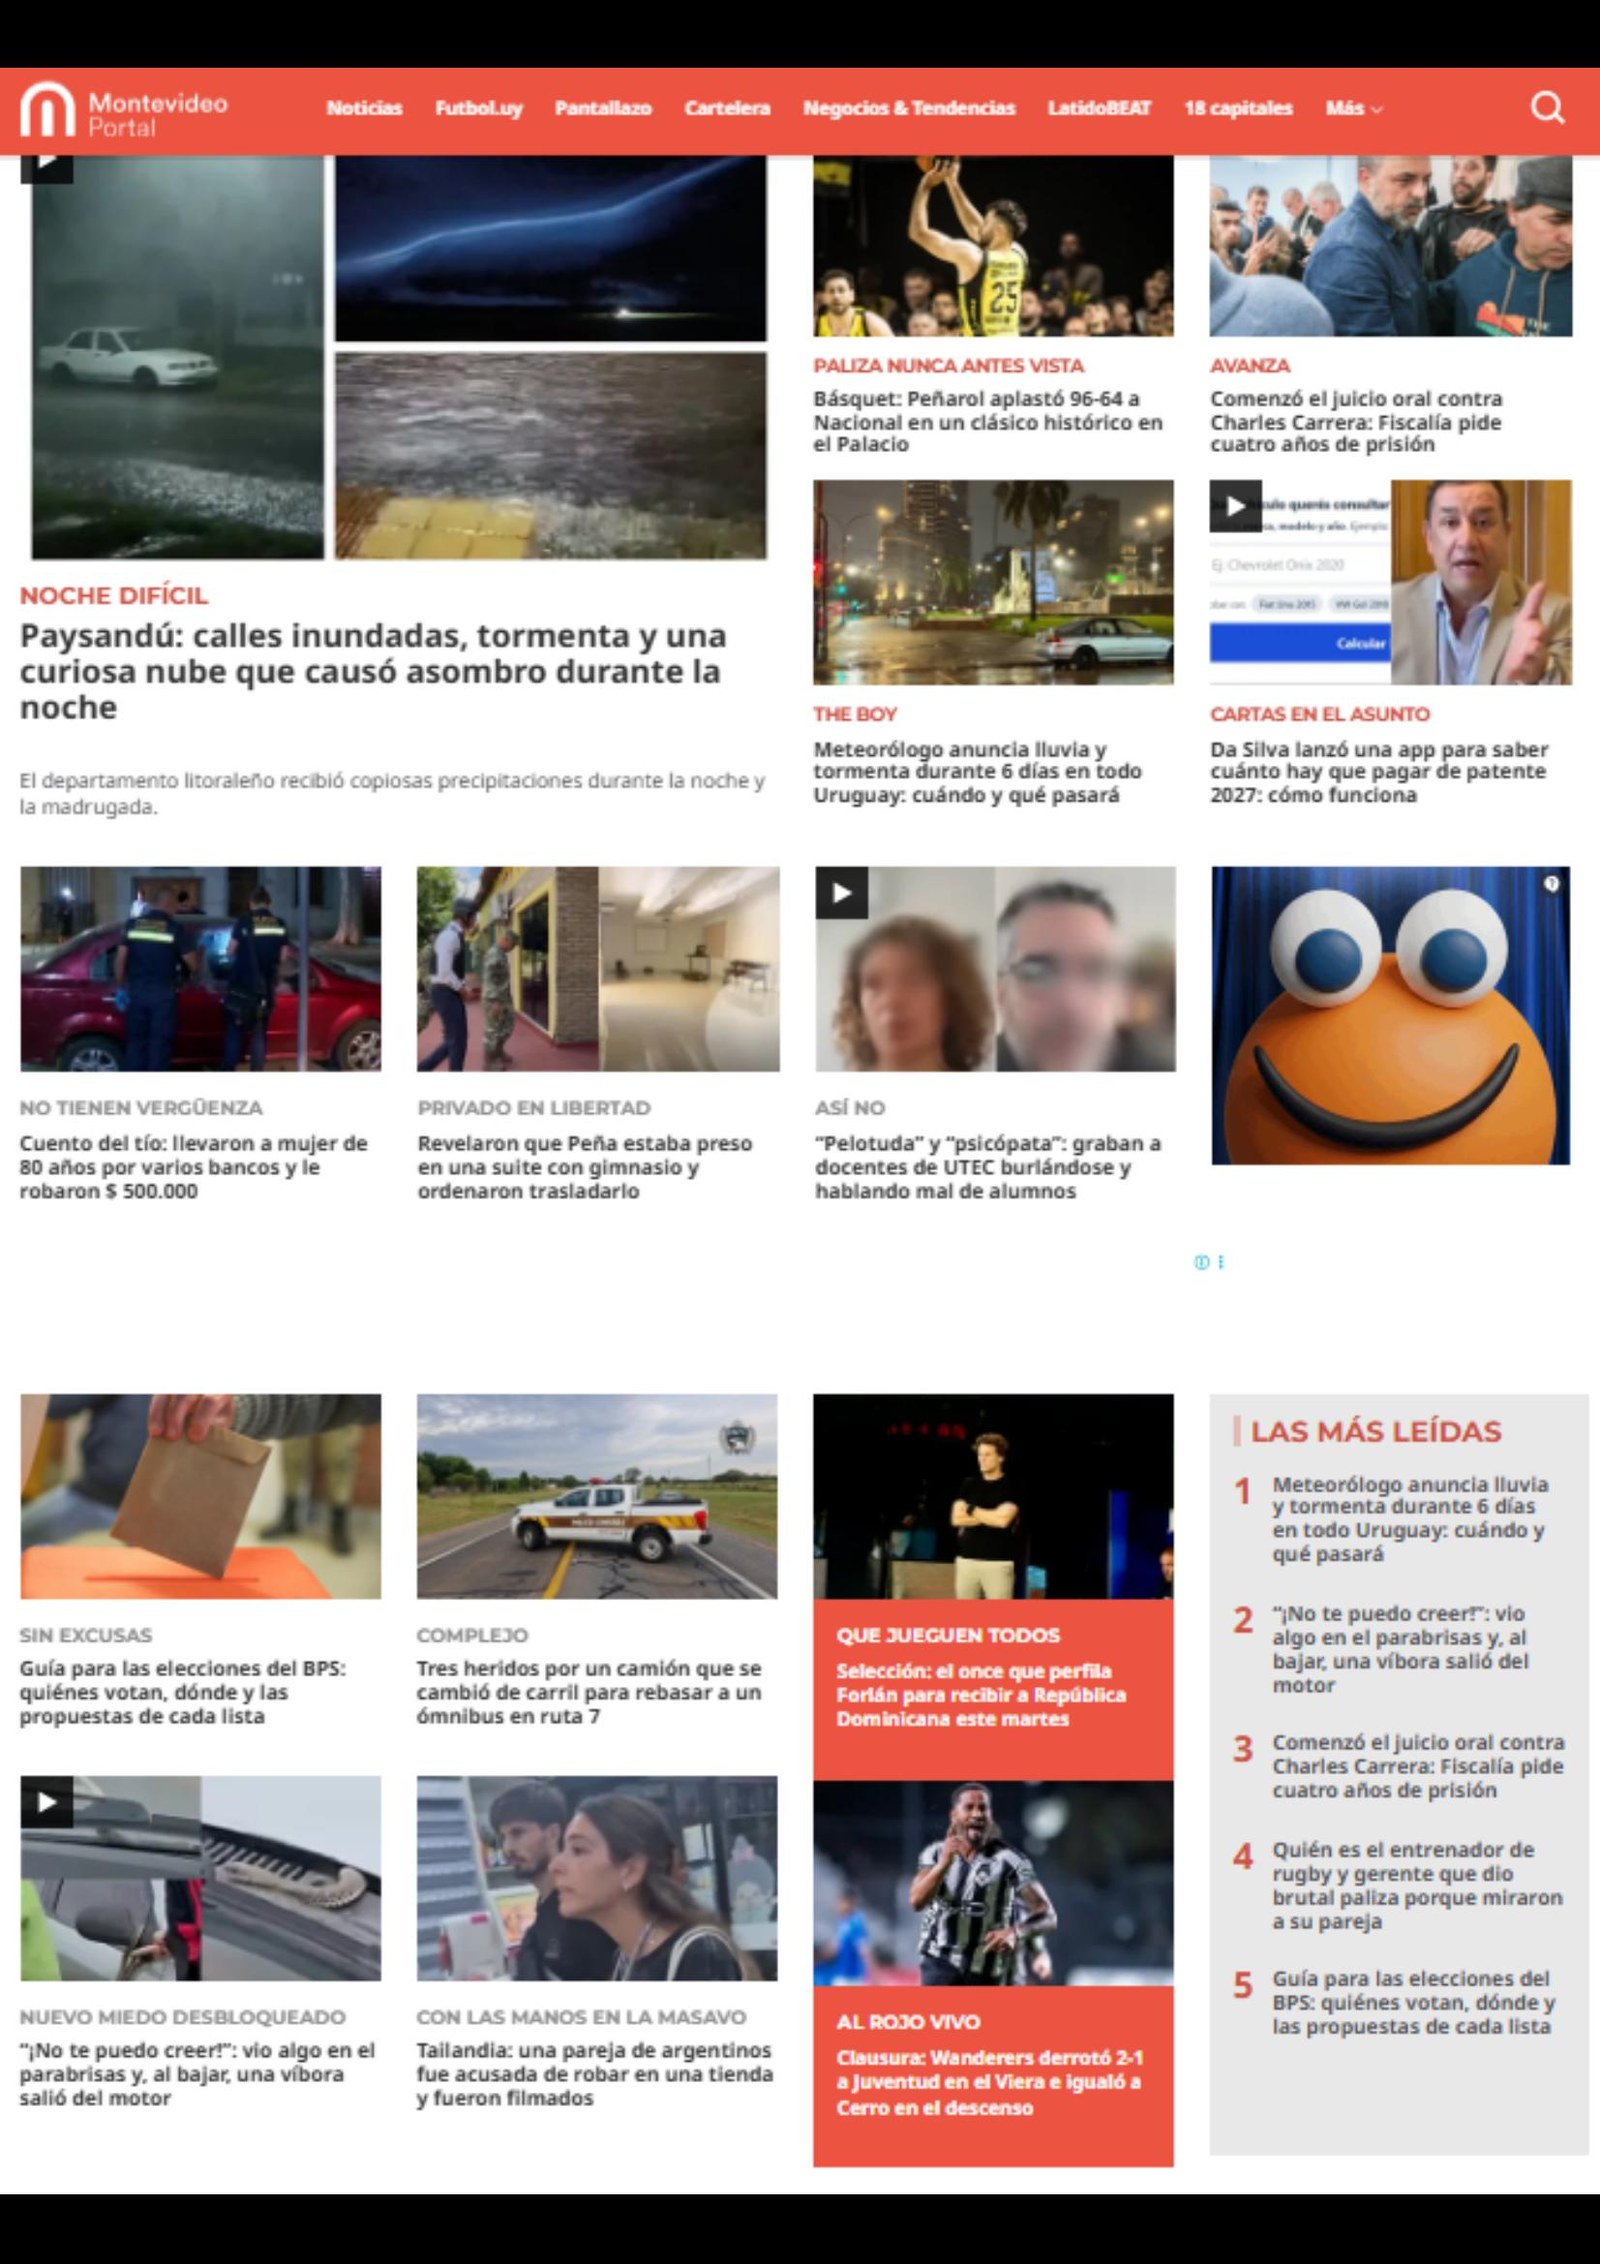 Montevideo
Portal
Noticias Futbol.uy Pantallazo Cartelera Negocios & Tendencias LatidoBEAT 18 capitales Más
NOCHE DIFÍCIL
Paysandú: calles inundadas, tormenta y una
curiosa nube que causó asombro durante la
noche
El departamento litoraleño recibió copiosas precipitaciones durante la noche y
la madrugada.
25
PALIZA NUNCA ANTES VISTA
Básquet: Peñarol aplastó 96-64 a
Nacional en un clásico histórico en
el Palacio
THE
AVANZA
Comenzó el juicio oral contra
Charles Carrera: Fiscalía pide
cuatro años de prisión
THE BOY
Meteorólogo anuncia lluvia y
tormenta durante 6 días en todo
Uruguay: cuándo y qué pasará
querés consultar
modelo y año. Ejemplo
Ej: Chevrolet Onix 2020
Fiat Uno 2015 VW Gol 2018
Calcular
CARTAS EN EL ASUNTO
Da Silva lanzó una app para saber
cuánto hay que pagar de patente
2027: cómo funciona
NO TIENEN VERGÜENZA
Cuento del tío: llevaron a mujer de
80 años por varios bancos y le
robaron $ 500.000
PRIVADO EN LIBERTAD
Revelaron que Peña estaba preso
en una suite con gimnasio y
ordenaron trasladarlo
ASÍ NO
“Pelotuda” y “psicópata”: graban a
docentes de UTEC burlándose y
hablando mal de alumnos
?
SIN EXCUSAS
Guía para las elecciones del BPS:
quiénes votan, dónde y las
propuestas de cada lista
COMPLEJO
Tres heridos por un camión que se
cambió de carril para rebasar a un
ómnibus en ruta 7
QUE JUEGUEN TODOS
Selección: el once que perfila
Forlán para recibir a República
Dominicana este martes
NUEVO MIEDO DESBLOQUEADO
“¡No te puedo creer!”: vio algo en el
parabrisas y, al bajar, una víbora
salió del motor
CON LAS MANOS EN LA MASAVO
Tailandia: una pareja de argentinos
fue acusada de robar en una tienda
y fueron filmados
AL ROJO VIVO
Clausura: Wanderers derrotó 2-1
a Juventud en el Viera e igualó a
Cerro en el descenso
LAS MÁS LEÍDAS
1 Meteorólogo anuncia lluvia
y tormenta durante 6 días
en todo Uruguay: cuándo y
qué pasará
2 “¡No te puedo creer!”: vio
algo en el parabrisas y, al
bajar, una víbora salió del
motor
3 Comenzó el juicio oral contra
Charles Carrera: Fiscalía pide
cuatro años de prisión
4 Quién es el entrenador de
rugby y gerente que dio
brutal paliza porque miraron
a su pareja
5 Guía para las elecciones del
BPS: quiénes votan, dónde y
las propuestas de cada lista